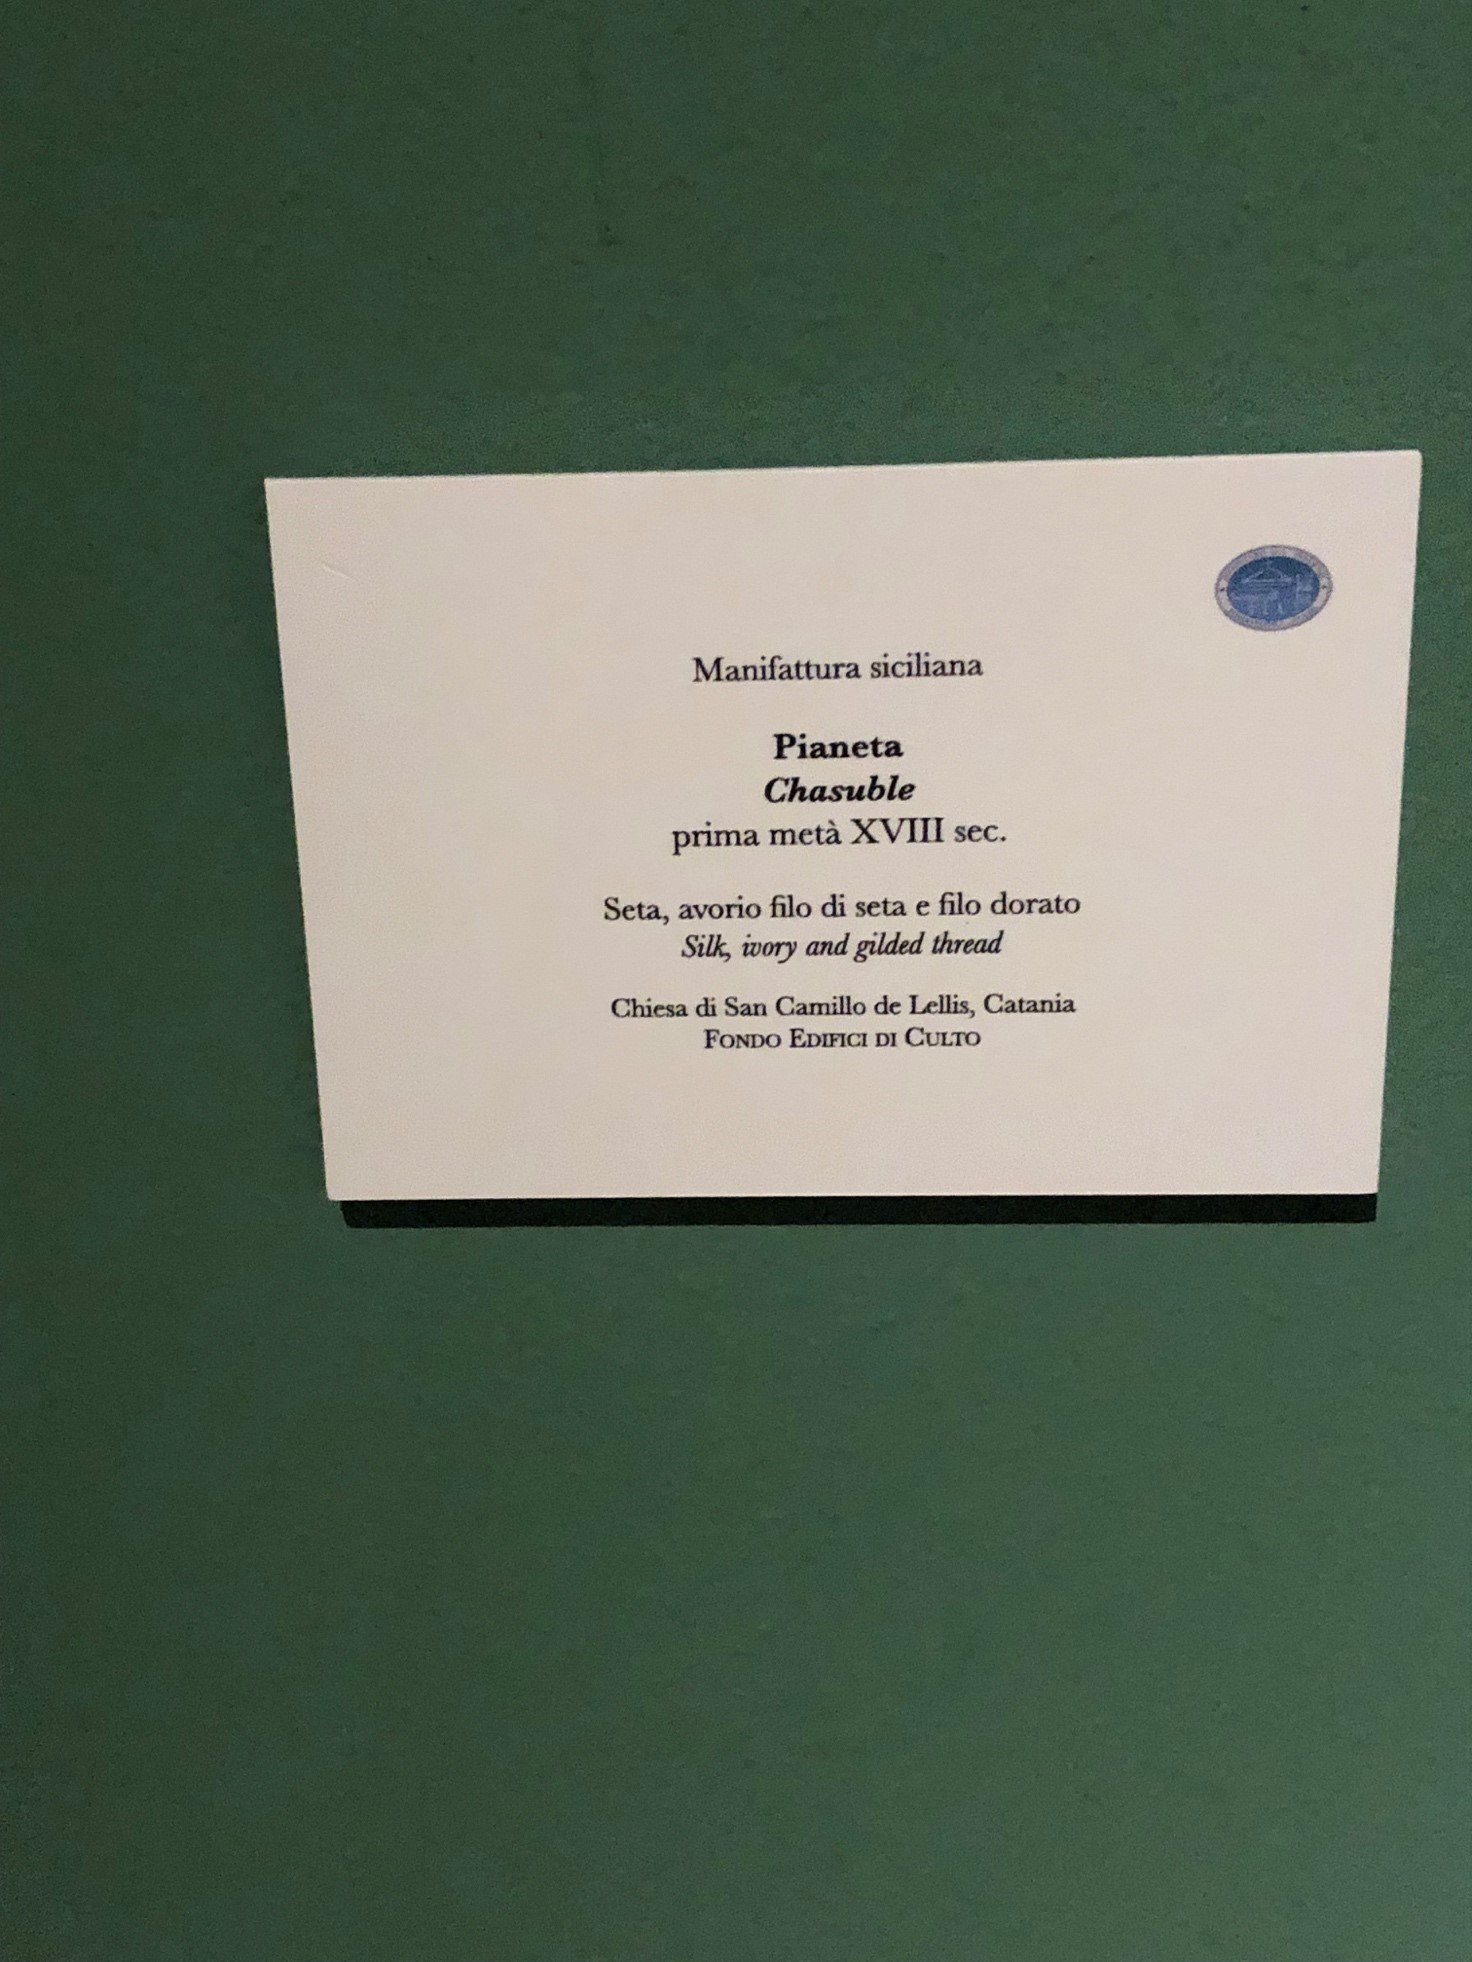 Manifattura siciliana
Pianeta
Chasuble
prima metà XVIII sec.
Seta, avorio filo di seta e filo dorato
Silk, ivory and gilded thread
Chiesa di San Camillo de Lellis, Catania
FONDO EDIFICI DI CULTO